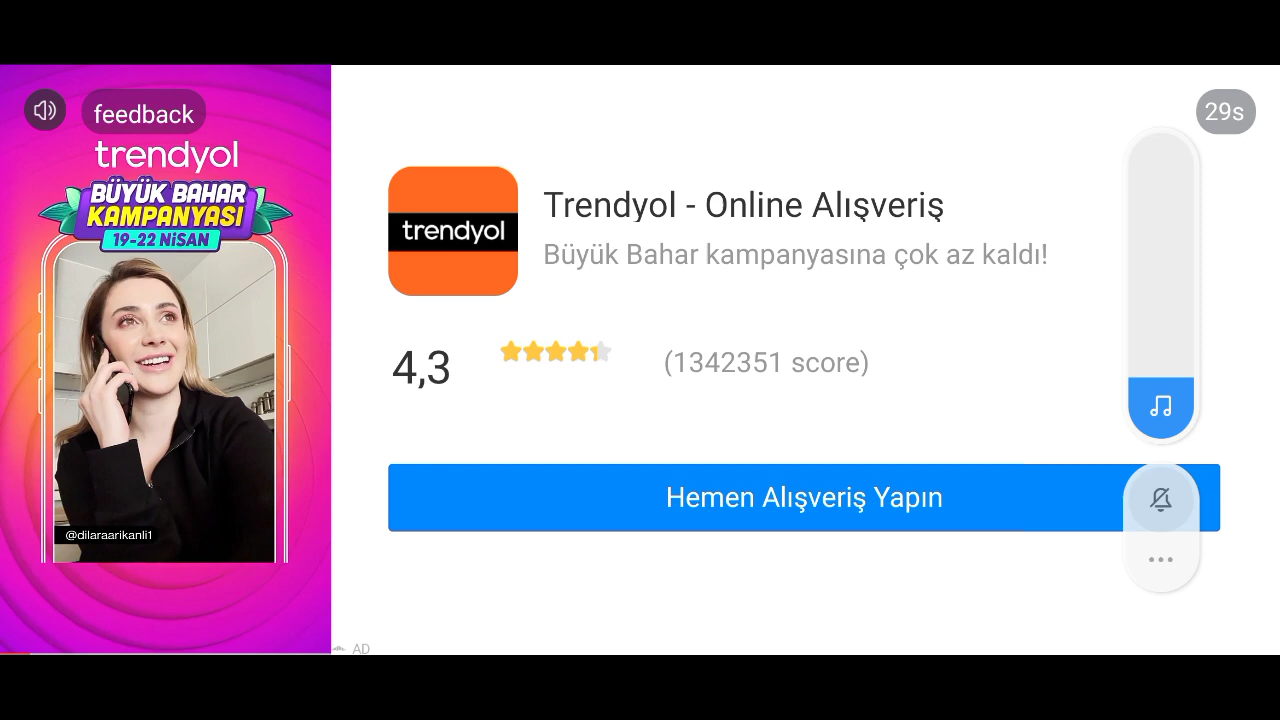 feedback
trendyol
BÜYÜK BAHAR
KAMPANYASI
19-22 NİSAN
@dilaraarikanli1
29s
trendyol
Trendyol - Online Alışveriş
Büyük Bahar kampanyasına çok az kaldı!
4,3
(1342351 score)
Hemen Alışveriş Yapın
AD